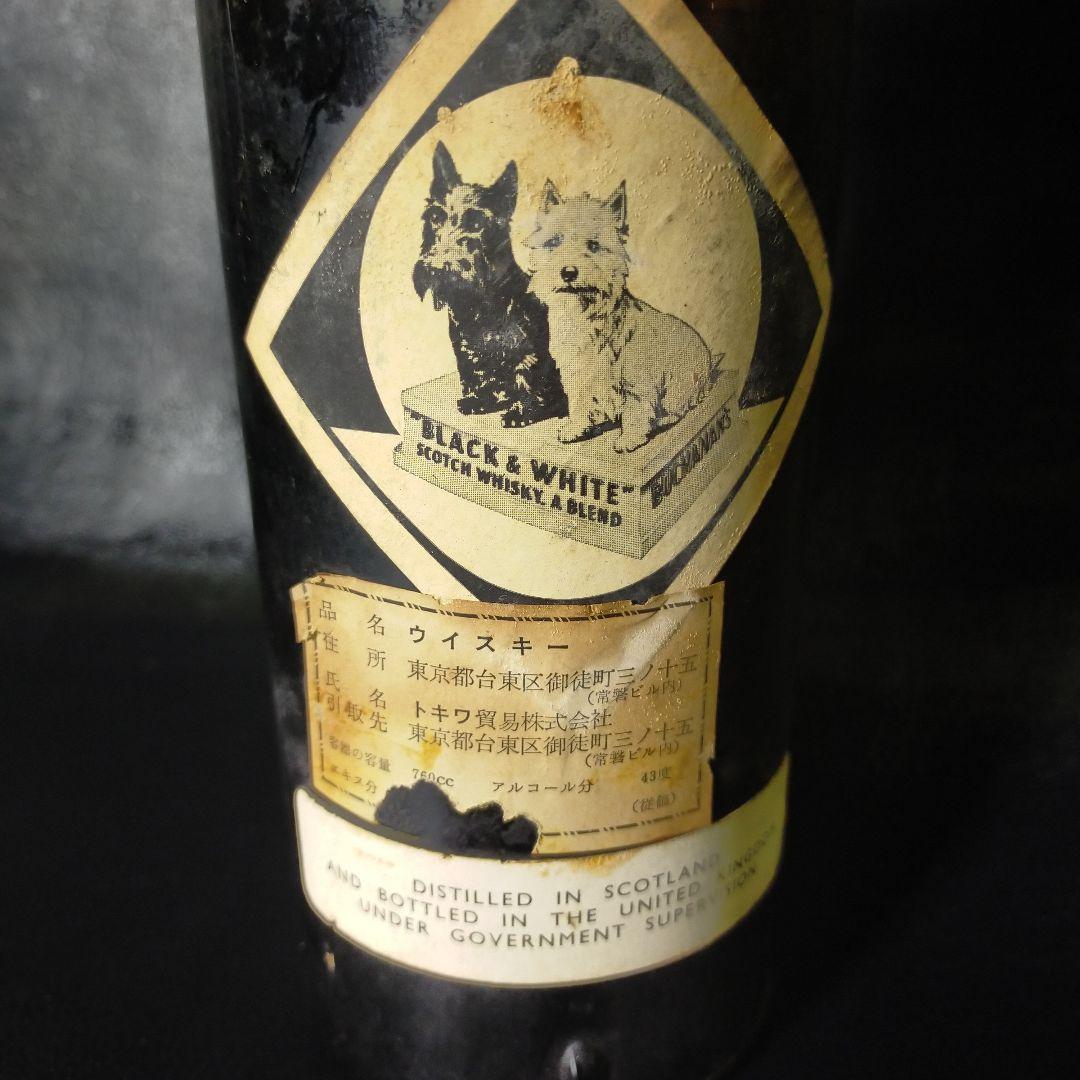 "BLACK & WHITE"
SCOTCH WHISKY. A BLEND
BUCHANAN'S
品名 ウイスキー
住所 東京都台東区御徒町三ノ十五
(常磐ビル内)
氏名 トキワ貿易株式会社
引取先 東京都台東区御徒町三ノ十五
(常磐ビル内)
容器の容量 760cc アルコール分 43度
エキス分 (従価)
DISTILLED IN SCOTLAND
AND BOTTLED IN THE UNITED KINGDOM
UNDER GOVERNMENT SUPERVISION